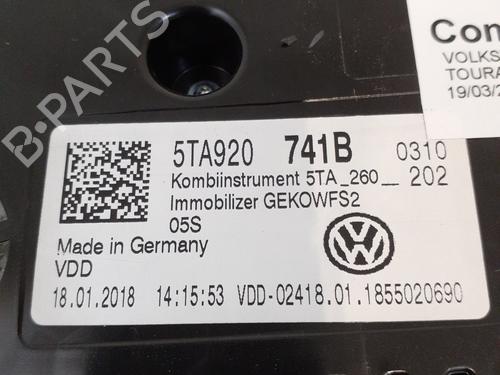 Com
VOLKS
TOURA
19/03/2
B-PARTS
5TA920 741B 0310
Kombiinstrument 5TA_260__ 202
Immobilizer GEKOWFS2
05S
Made in Germany
VDD
18.01.2018 14:15:53 VDD-02418.01.1855020690